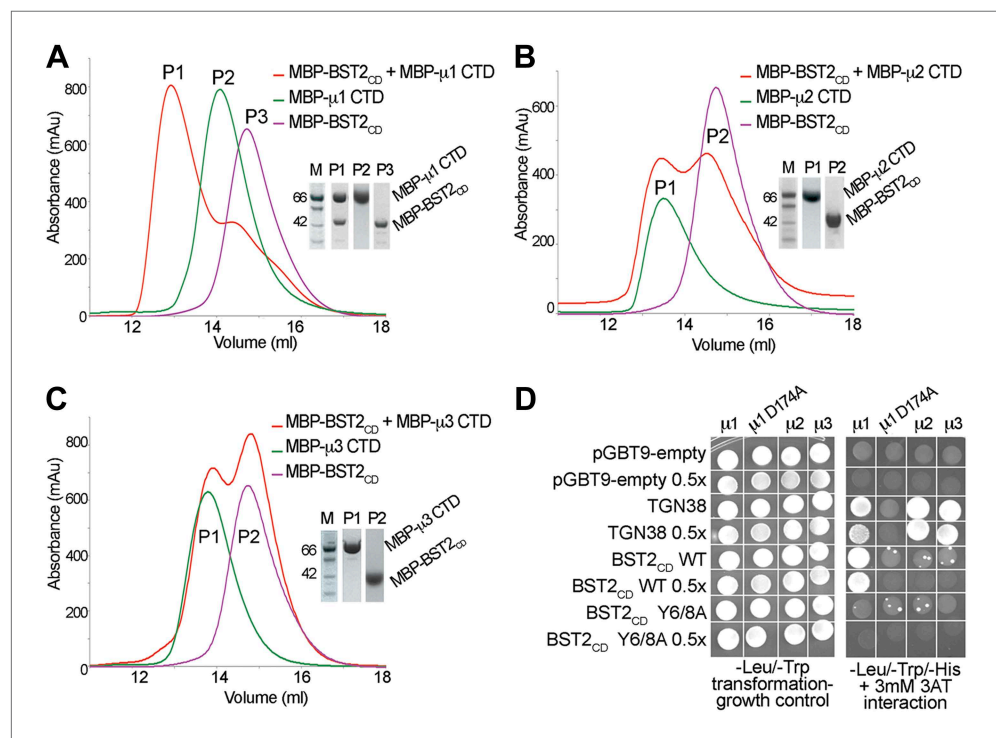 A
P1
P2
P3
MBP-BST2CD + MBP-μ1 CTD
MBP-μ1 CTD
MBP-BST2CD
800
600
400
200
0
Absorbance (mAu)
12
14
16
18
Volume (ml)
M P1 P2 P3
66
42
MBP-μ1 CTD
MBP-BST2CD
B
MBP-BST2CD + MBP-μ2 CTD
MBP-μ2 CTD
MBP-BST2CD
P1
P2
600
400
200
0
Absorbance (mAu)
12
14
16
18
Volume (ml)
M P1 P2
66
42
MBP-μ2 CTD
MBP-BST2CD
C
MBP-BST2CD + MBP-μ3 CTD
MBP-μ3 CTD
MBP-BST2CD
P1
P2
800
600
400
200
0
Absorbance (mAu)
12
14
16
18
Volume (ml)
M P1 P2
66
42
MBP-μ3 CTD
MBP-BST2CD
D
μ1 μ1 D174A μ2 μ3
μ1 μ1 D174A μ2 μ3
pGBT9-empty
pGBT9-empty 0.5x
TGN38
TGN38 0.5x
BST2CD WT
BST2CD WT 0.5x
BST2CD Y6/8A
BST2CD Y6/8A 0.5x
-Leu/-Trp
transformation-
growth control
-Leu/-Trp/-His
+ 3mM 3AT
interaction